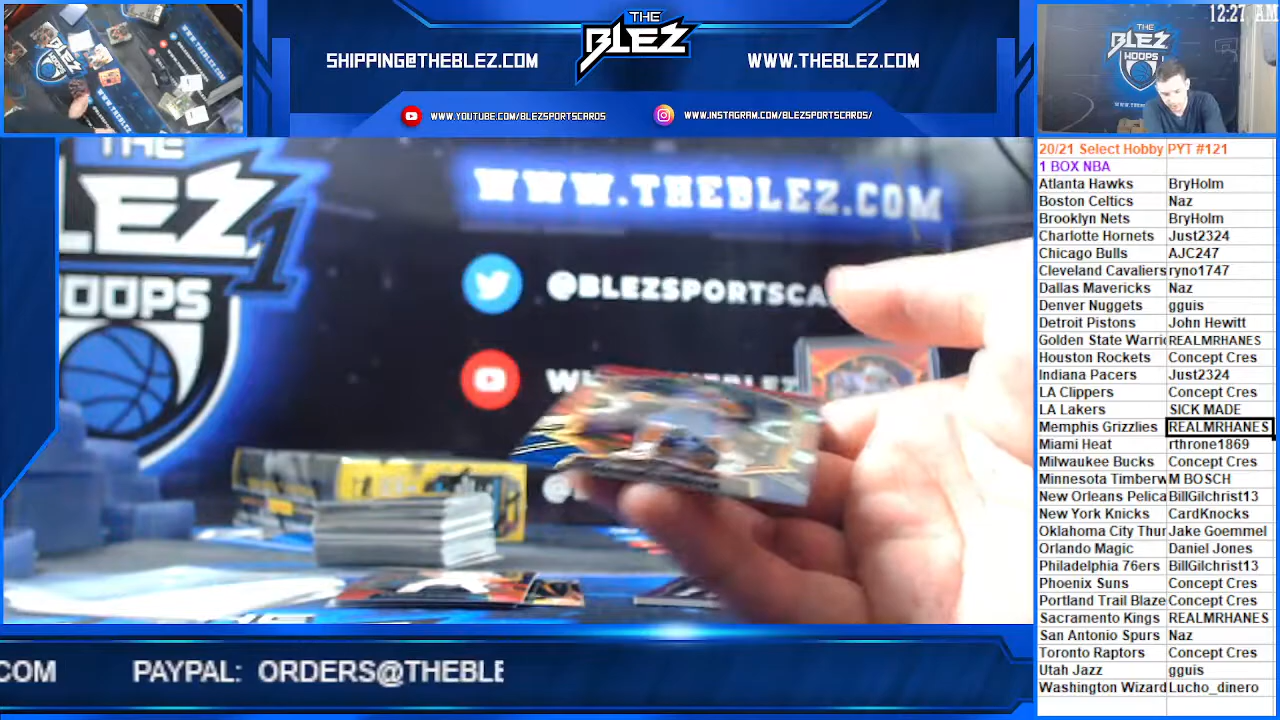 12:27 AM
THE
BLEZ
SHIPPING@THEBLEZ.COM
WWW.THEBLEZ.COM
WWW.YOUTUBE.COM/BLEZSPORTSCARDS
WWW.INSTAGRAM.COM/BLEZSPORTSCARDS/
THE
BLEZ
HOOPS 1
THE
BLEZ
1
HOOPS
WWW.THEBLEZ.COM
@BLEZSPORTSCA
20/21 Select Hobby PYT #121
1 BOX NBA
Atlanta Hawks BryHolm
Boston Celtics Naz
Brooklyn Nets BryHolm
Charlotte Hornets Just2324
Chicago Bulls AJC247
Cleveland Cavaliers ryno1747
Dallas Mavericks Naz
Denver Nuggets gguis
Detroit Pistons John Hewitt
Golden State Warri REALMRHANES
Houston Rockets Concept Cres
Indiana Pacers Just2324
LA Clippers Concept Cres
LA Lakers SICK MADE
Memphis Grizzlies REALMRHANES
Miami Heat rthrone1869
Milwaukee Bucks Concept Cres
Minnesota Timberw M BOSCH
New Orleans Pelica BillGilchrist13
New York Knicks CardKnocks
Oklahoma City Thur Jake Goemmel
Orlando Magic Daniel Jones
Philadelphia 76ers BillGilchrist13
Phoenix Suns Concept Cres
Portland Trail Blaze Concept Cres
Sacramento Kings REALMRHANES
San Antonio Spurs Naz
Toronto Raptors Concept Cres
Utah Jazz gguis
Washington Wizard Lucho_dinero
COM PAYPAL: ORDERS@THEBLE